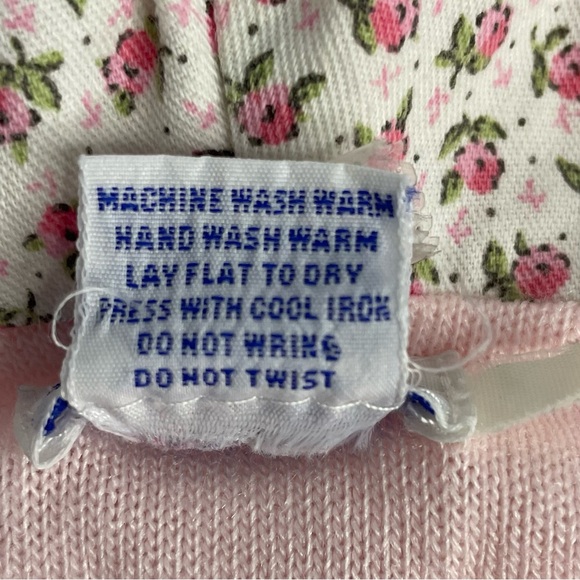 MACHINE WASH WARM
HAND WASH WARM
LAY FLAT TO DRY
PRESS WITH COOL IRON
DO NOT WRING
DO NOT TWIST